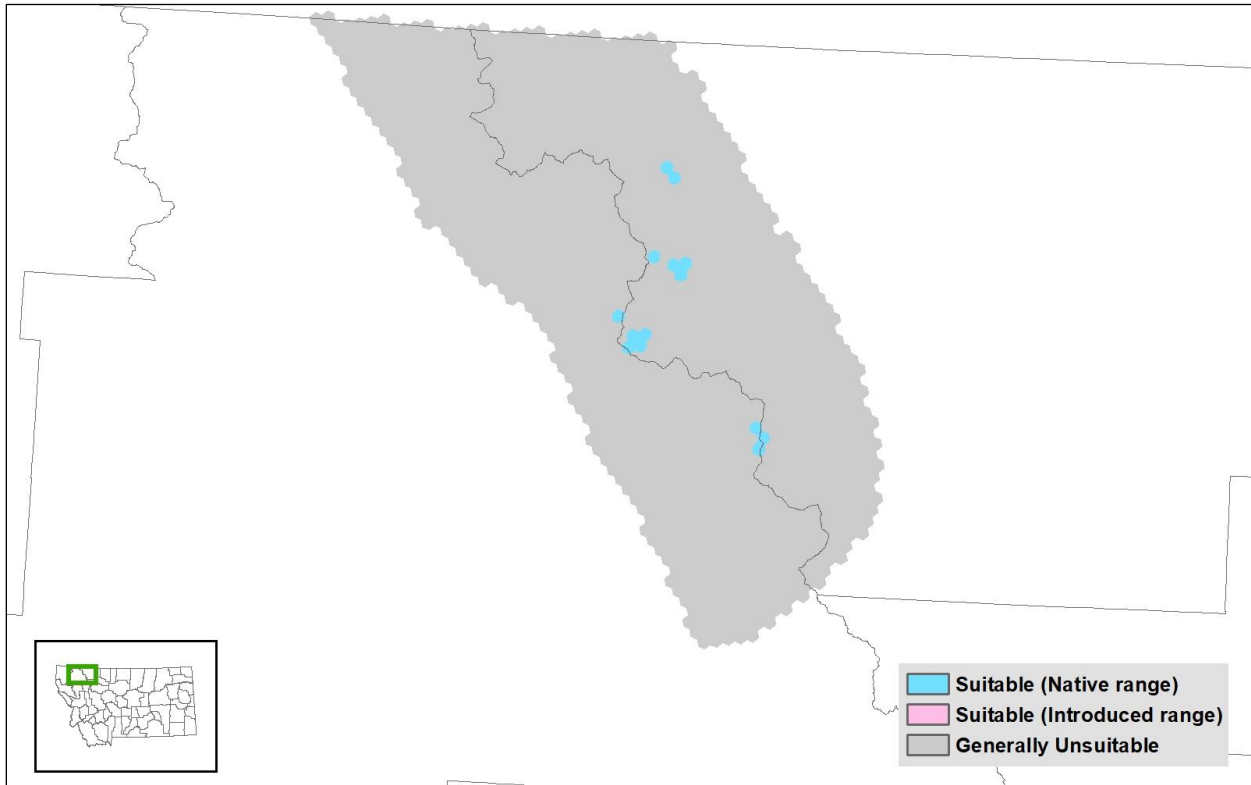 Suitable (Native range)
Suitable (Introduced range)
Generally Unsuitable